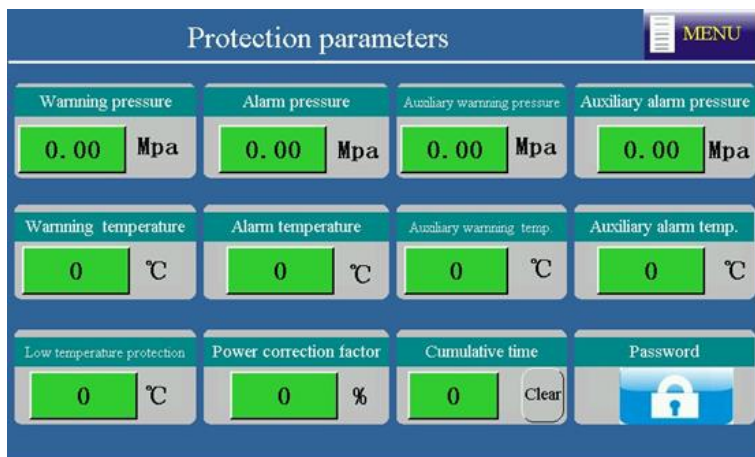 Protection parameters
MENU
Warnning pressure
Alarm pressure
Auxiliary warnning pressure
Auxiliary alarm pressure
0.00 Mpa
0.00 Mpa
0.00 Mpa
0.00 Mpa
Warnning temperature
Alarm temperature
Auxiliary warnning temp.
Auxiliary alarm temp.
0 ℃
0 ℃
0 ℃
0 ℃
Low temperature protection
Power correction factor
Cumulative time
Password
0 ℃
0 %
0 Clear